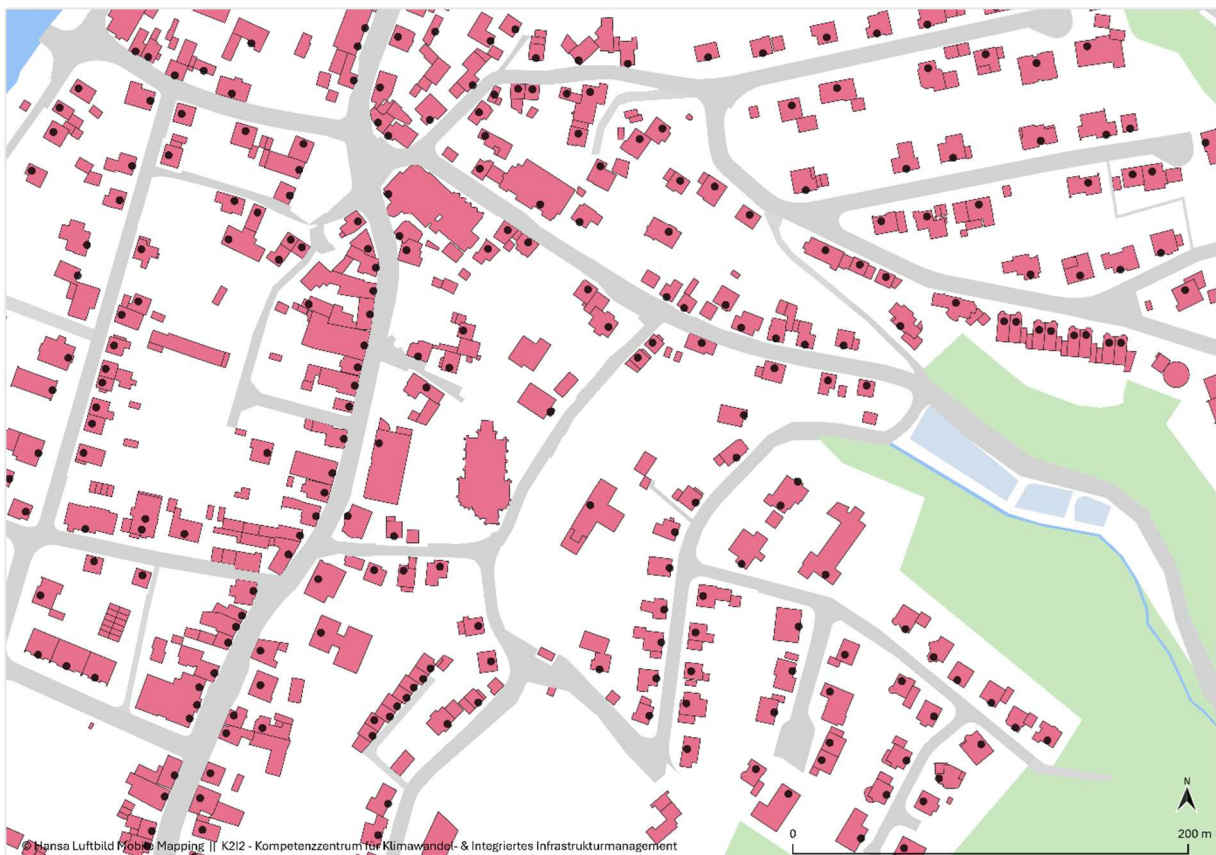 N
0
200 m
© Hansa Luftbild Mobile Mapping || K2I2 - Kompetenzzentrum für Klimawandel- & Integriertes Infrastrukturmanagement